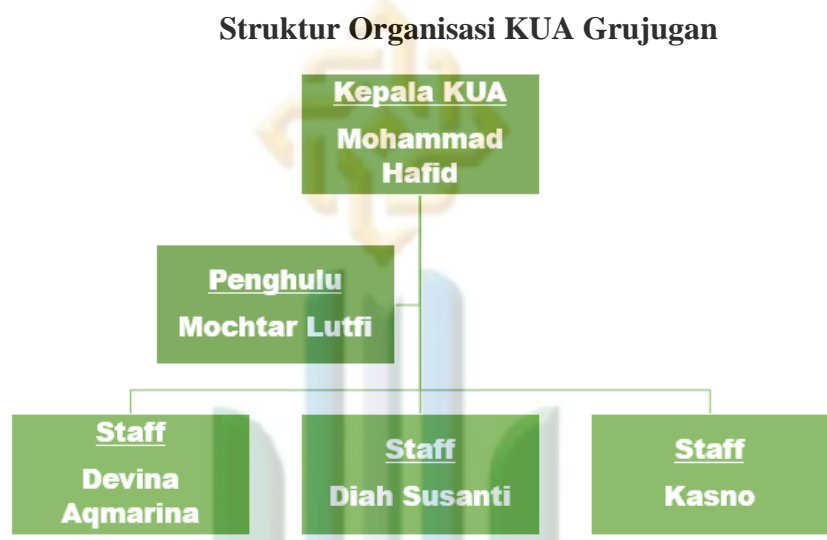 Struktur Organisasi KUA Grujugan
Kepala KUA
Mohammad
Hafid
Penghulu
Mochtar Lutfi
Staff
Devina
Aqmarina
Staff
Diah Susanti
Staff
Kasno